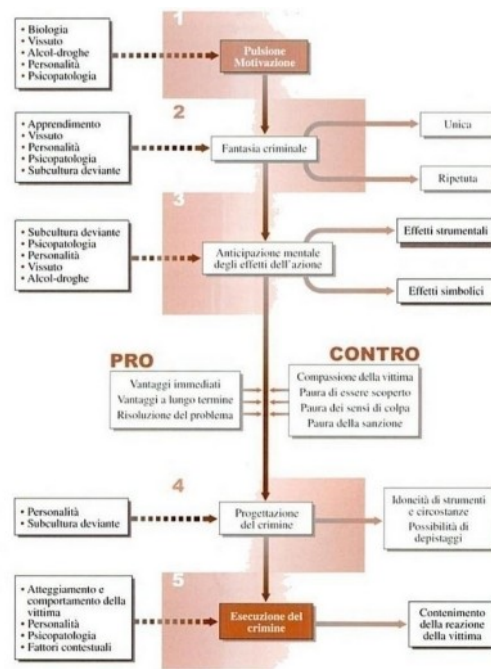 1
• Biologia
• Vissuto
• Alcol-droghe
• Personalità
• Psicopatologia
Pulsione
Motivazione
2
• Apprendimento
• Vissuto
• Personalità
• Psicopatologia
• Subcultura deviante
Fantasia criminale
Unica
Ripetuta
3
• Subcultura deviante
• Psicopatologia
• Personalità
• Vissuto
• Alcol-droghe
Anticipazione mentale
degli effetti dell'azione
Effetti strumentali
Effetti simbolici
PRO
Vantaggi immediati
Vantaggi a lungo termine
Risoluzione del problema
CONTRO
Compassione della vittima
Paura di essere scoperto
Paura dei sensi di colpa
Paura della sanzione
4
• Personalità
• Subcultura deviante
Progettazione
del crimine
Idoneità di strumenti
e circostanze
Possibilità di
depistaggi
5
• Atteggiamento e
comportamento della
vittima
• Personalità
• Psicopatologia
• Fattori contestuali
Esecuzione del
crimine
Contenimento
della reazione
della vittima